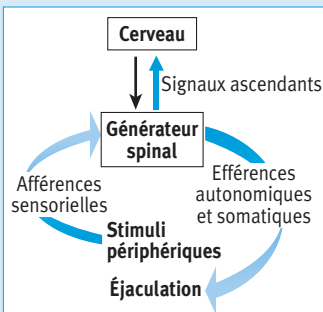 Cerveau
Signaux ascendants
Générateur
spinal
Afférences
sensorielles
Efférences
autonomiques
et somatiques
Stimuli
périphériques
Éjaculation